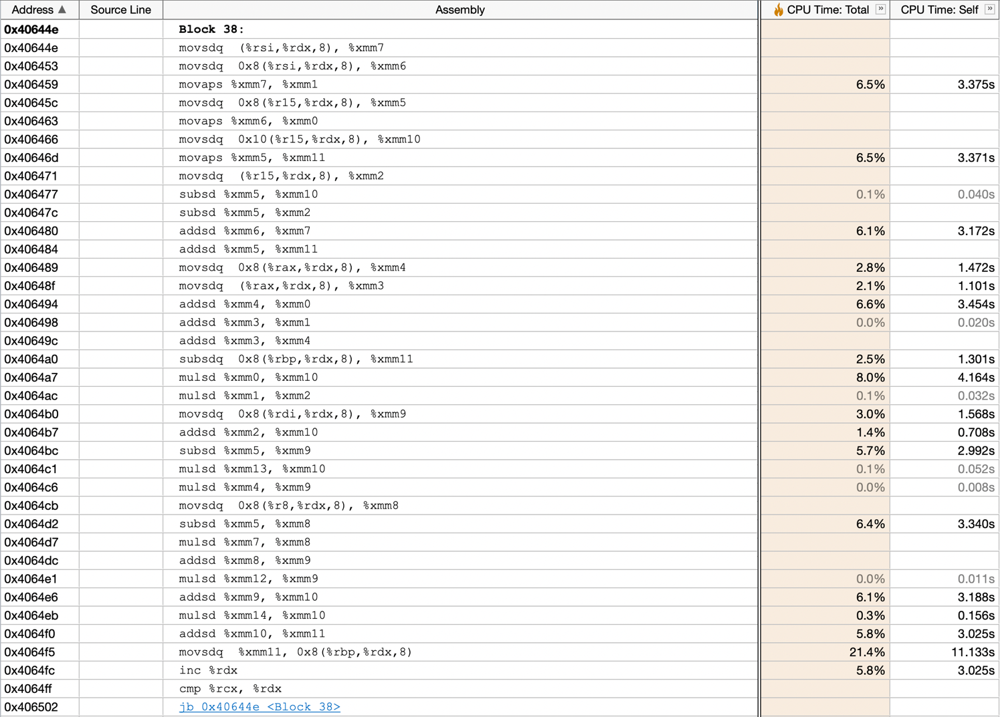 Address ▲ Source Line Assembly 🔥 CPU Time: Total » CPU Time: Self »
0x40644e Block 38:
0x40644e movsdq (%rsi,%rdx,8), %xmm7
0x406453 movsdq 0x8(%rsi,%rdx,8), %xmm6
0x406459 movaps %xmm7, %xmm1 6.5% 3.375s
0x40645c movsdq 0x8(%r15,%rdx,8), %xmm5
0x406463 movaps %xmm6, %xmm0
0x406466 movsdq 0x10(%r15,%rdx,8), %xmm10
0x40646d movaps %xmm5, %xmm11 6.5% 3.371s
0x406471 movsdq (%r15,%rdx,8), %xmm2
0x406477 subsd %xmm5, %xmm10 0.1% 0.040s
0x40647c subsd %xmm5, %xmm2
0x406480 addsd %xmm6, %xmm7 6.1% 3.172s
0x406484 addsd %xmm5, %xmm11
0x406489 movsdq 0x8(%rax,%rdx,8), %xmm4 2.8% 1.472s
0x40648f movsdq (%rax,%rdx,8), %xmm3 2.1% 1.101s
0x406494 addsd %xmm4, %xmm0 6.6% 3.454s
0x406498 addsd %xmm3, %xmm1 0.0% 0.020s
0x40649c addsd %xmm3, %xmm4
0x4064a0 subsdq 0x8(%rbp,%rdx,8), %xmm11 2.5% 1.301s
0x4064a7 mulsd %xmm0, %xmm10 8.0% 4.164s
0x4064ac mulsd %xmm1, %xmm2 0.1% 0.032s
0x4064b0 movsdq 0x8(%rdi,%rdx,8), %xmm9 3.0% 1.568s
0x4064b7 addsd %xmm2, %xmm10 1.4% 0.708s
0x4064bc subsd %xmm5, %xmm9 5.7% 2.992s
0x4064c1 mulsd %xmm13, %xmm10 0.1% 0.052s
0x4064c6 mulsd %xmm4, %xmm9 0.0% 0.008s
0x4064cb movsdq 0x8(%r8,%rdx,8), %xmm8
0x4064d2 subsd %xmm5, %xmm8 6.4% 3.340s
0x4064d7 mulsd %xmm7, %xmm8
0x4064dc addsd %xmm8, %xmm9
0x4064e1 mulsd %xmm12, %xmm9 0.0% 0.011s
0x4064e6 addsd %xmm9, %xmm10 6.1% 3.188s
0x4064eb mulsd %xmm14, %xmm10 0.3% 0.156s
0x4064f0 addsd %xmm10, %xmm11 5.8% 3.025s
0x4064f5 movsdq %xmm11, 0x8(%rbp,%rdx,8) 21.4% 11.133s
0x4064fc inc %rdx 5.8% 3.025s
0x4064ff cmp %rcx, %rdx
0x406502 jb 0x40644e <Block 38>